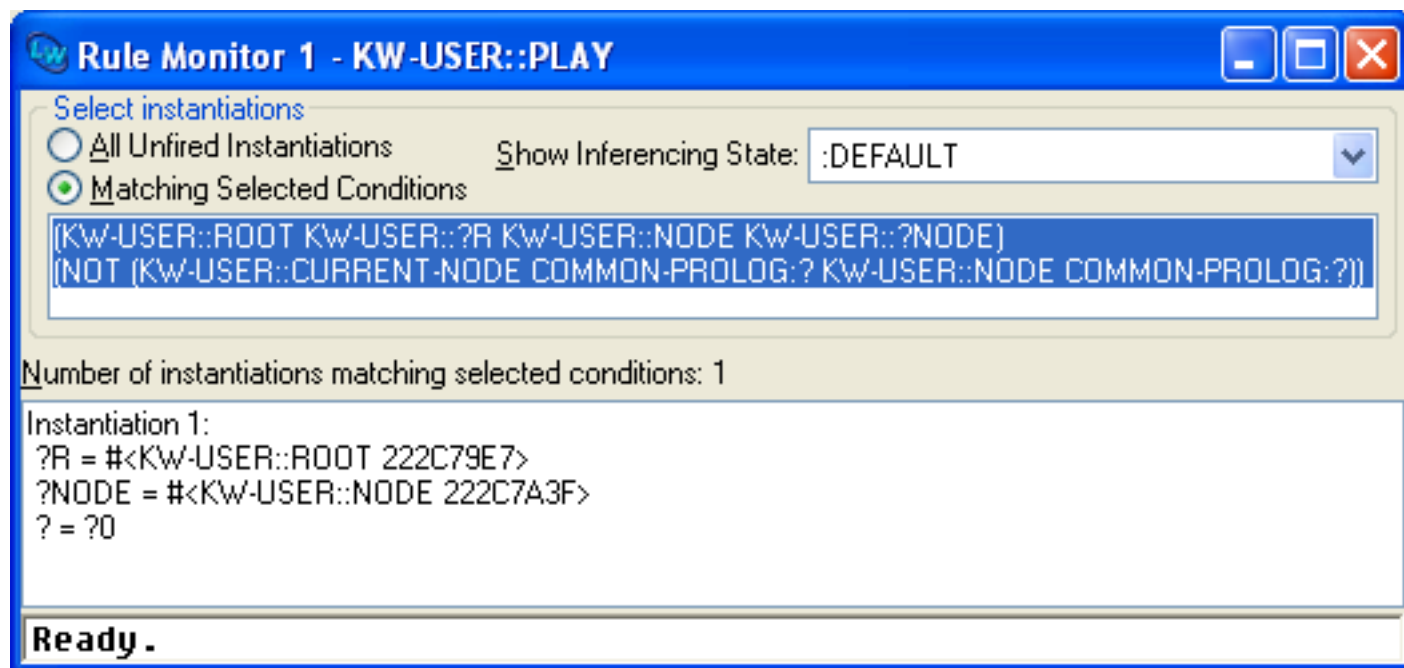 Rule Monitor 1 - KW-USER::PLAY
Select instantiations
All Unfired Instantiations
Show Inferencing State: :DEFAULT
Matching Selected Conditions
(KW-USER::ROOT KW-USER::?R KW-USER::NODE KW-USER::?NODE)
(NOT (KW-USER::CURRENT-NODE COMMON-PROLOG:? KW-USER::NODE COMMON-PROLOG:?))
Number of instantiations matching selected conditions: 1
Instantiation 1:
?R = #<KW-USER::ROOT 222C79E7>
?NODE = #<KW-USER::NODE 222C7A3F>
? = ?0
Ready.